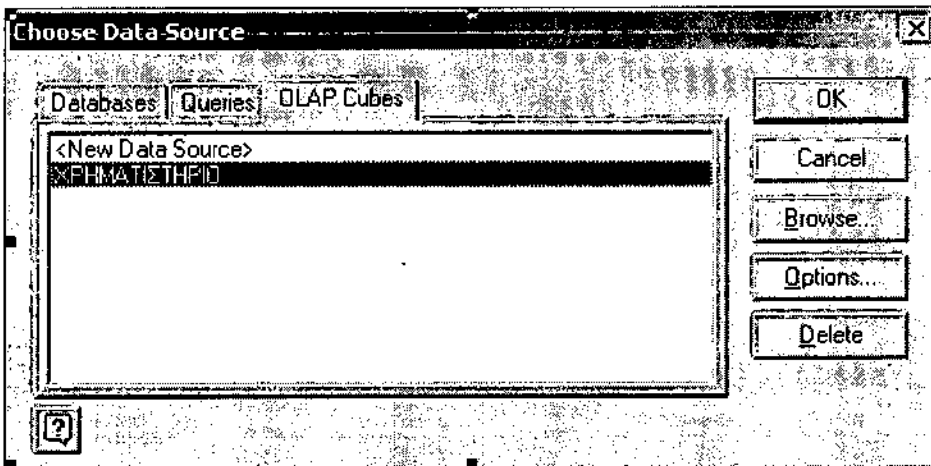 Choose Data Source
Databases Queries OLAP Cubes
<New Data Source>
ΧΡΗΜΑΤΙΣΤΗΡΙΟ
OK
Cancel
Browse...
Options...
Delete
?